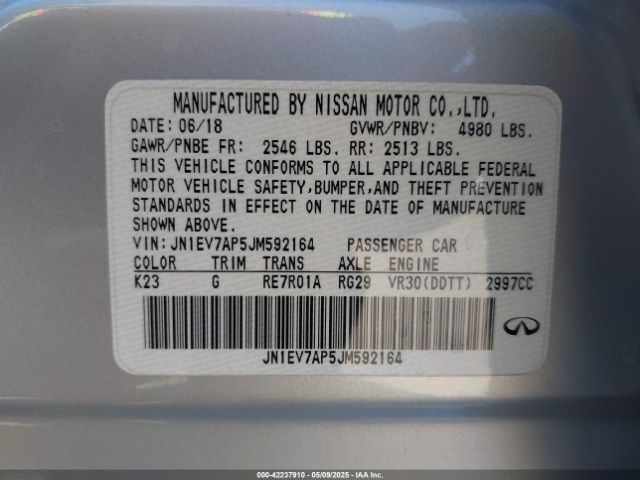 MANUFACTURED BY NISSAN MOTOR CO.,LTD.
DATE: 06/18 GVWR/PNBV: 4980 LBS.
GAWR/PNBE FR: 2546 LBS. RR: 2513 LBS.
THIS VEHICLE CONFORMS TO ALL APPLICABLE FEDERAL
MOTOR VEHICLE SAFETY,BUMPER,AND THEFT PREVENTION
STANDARDS IN EFFECT ON THE DATE OF MANUFACTURE
SHOWN ABOVE.
VIN:JN1EV7AP5JM592164 PASSENGER CAR
COLOR TRIM TRANS AXLE ENGINE
K23 G RE7R01A RG29 VR30(DDTT) 2997CC
JN1EV7AP5JM592164
000-42237910 - 05/09/2025 - IAA Inc.